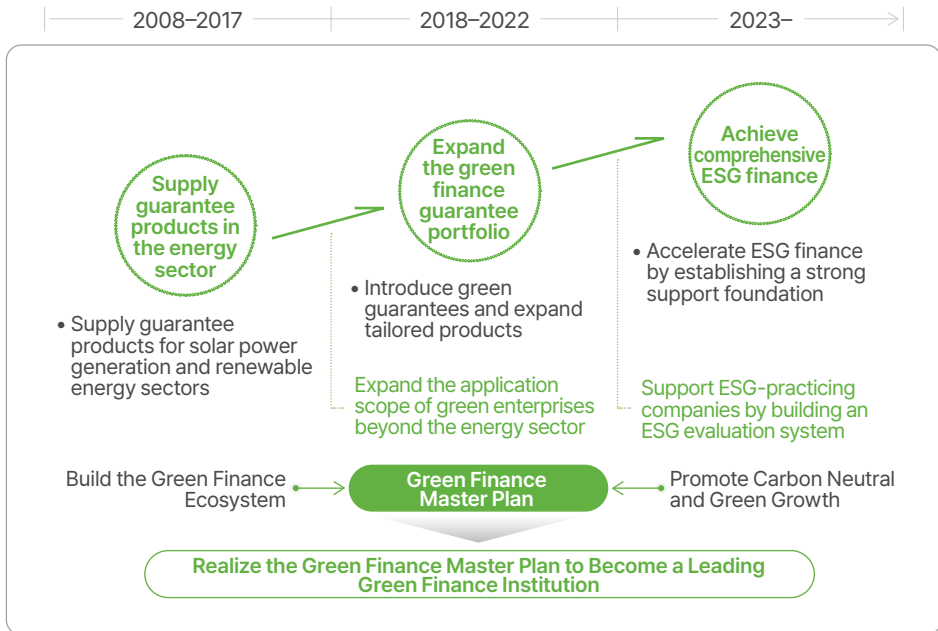 2008–2017
2018–2022
2023–
Supply
guarantee
products in
the energy
sector
• Supply guarantee
products for solar power
generation and renewable
energy sectors
Expand
the green
finance
guarantee
portfolio
• Introduce green
guarantees and expand
tailored products
Expand the application
scope of green enterprises
beyond the energy sector
Achieve
comprehensive
ESG finance
• Accelerate ESG finance
by establishing a strong
support foundation
Support ESG-practicing
companies by building an
ESG evaluation system
Build the Green Finance
Ecosystem
Green Finance
Master Plan
Promote Carbon Neutral
and Green Growth
Realize the Green Finance Master Plan to Become a Leading
Green Finance Institution